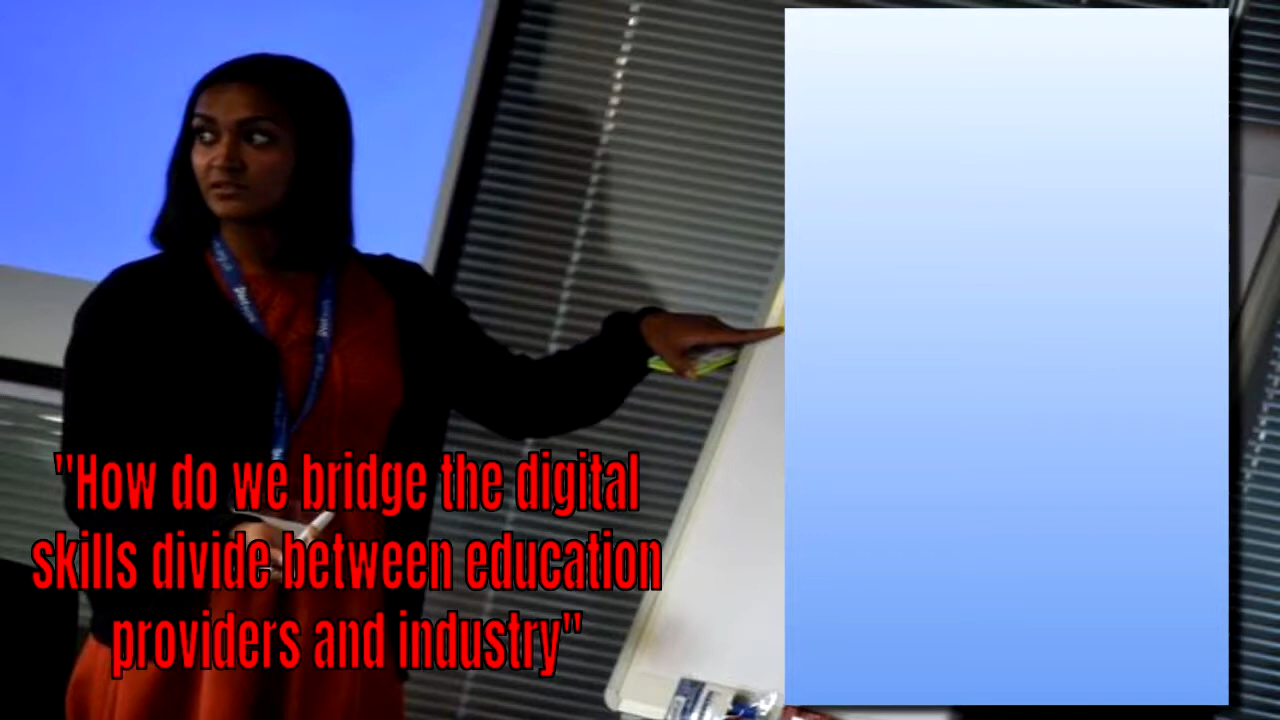 "How do we bridge the digital
skills divide between education
providers and industry"